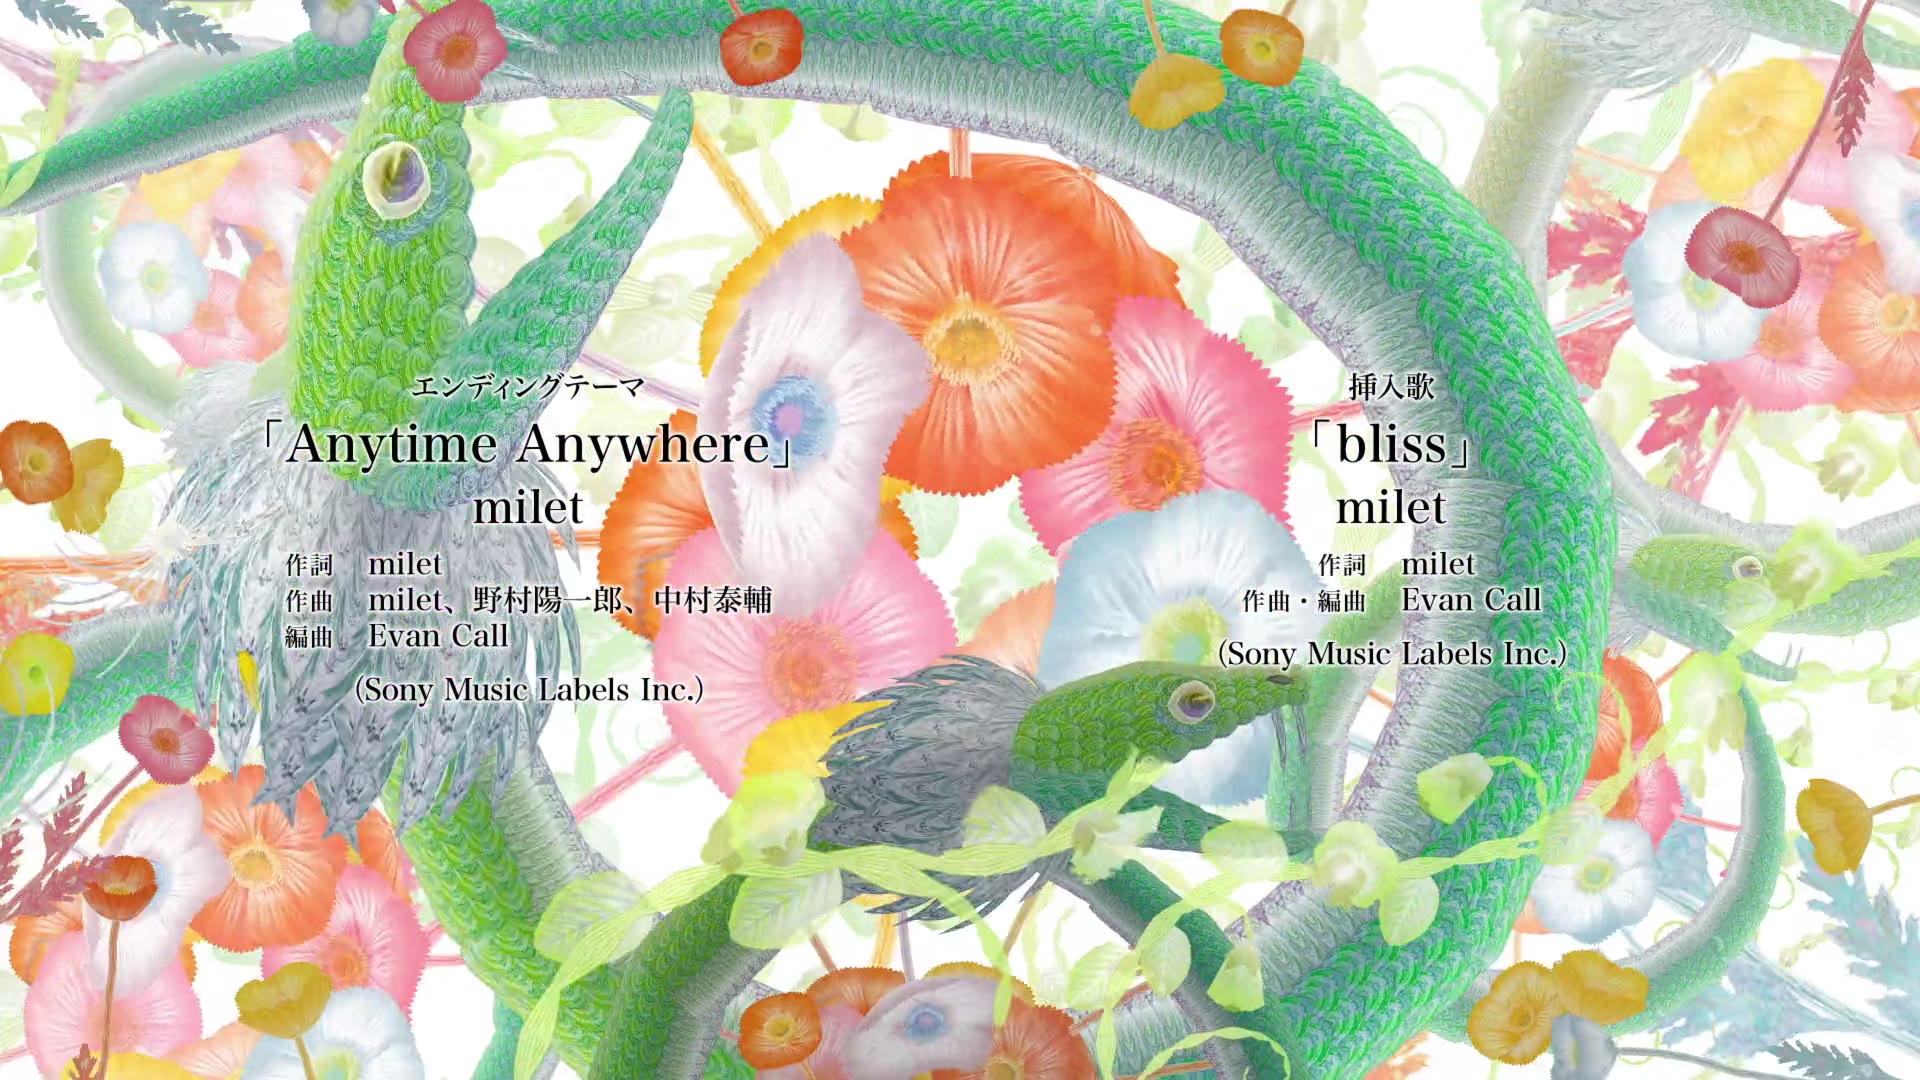 エンディングテーマ
「Anytime Anywhere」
milet
作詞 milet
作曲 milet、野村陽一郎、中村泰輔
編曲 Evan Call
(Sony Music Labels Inc.)
挿入歌
「bliss」
milet
作詞 milet
作曲・編曲 Evan Call
(Sony Music Labels Inc.)